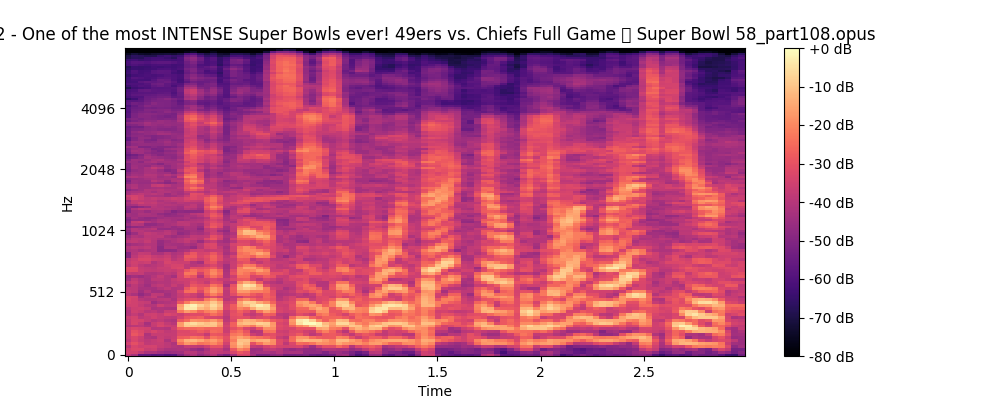 2 - One of the most INTENSE Super Bowls ever! 49ers vs. Chiefs Full Game  Super Bowl 58_part108.opus
+0 dB
4096
-10 dB
-20 dB
2048
-30 dB
Hz
-40 dB
1024
-50 dB
512
-60 dB
-70 dB
0
-80 dB
0
0.5
1
1.5
2
2.5
Time